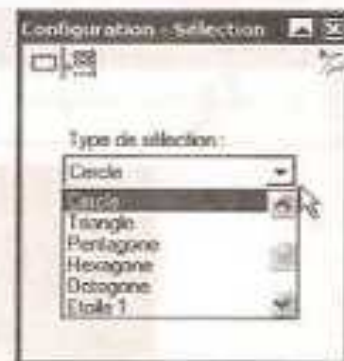 Configuration - Sélection
Type de sélection :
Cercle
Cercle
Triangle
Pentagone
Hexagone
Octogone
Etoile 1